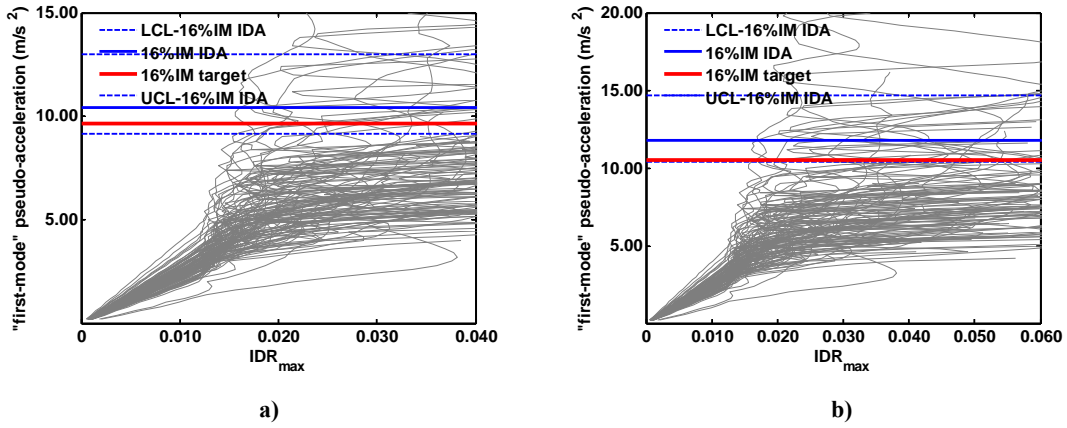 "first-mode" pseudo-acceleration (m/s2)
15.00
10.00
5.00
LCL-16%IM IDA
16%IM IDA
16%IM target
UCL-16%IM IDA
0 0.010 0.020 0.030 0.040
IDRmax
a)
"first-mode" pseudo-acceleration (m/s2)
20.00
15.00
10.00
5.00
LCL-16%IM IDA
16%IM IDA
16%IM target
UCL-16%IM IDA
0 0.010 0.020 0.030 0.040 0.050 0.060
IDRmax
b)